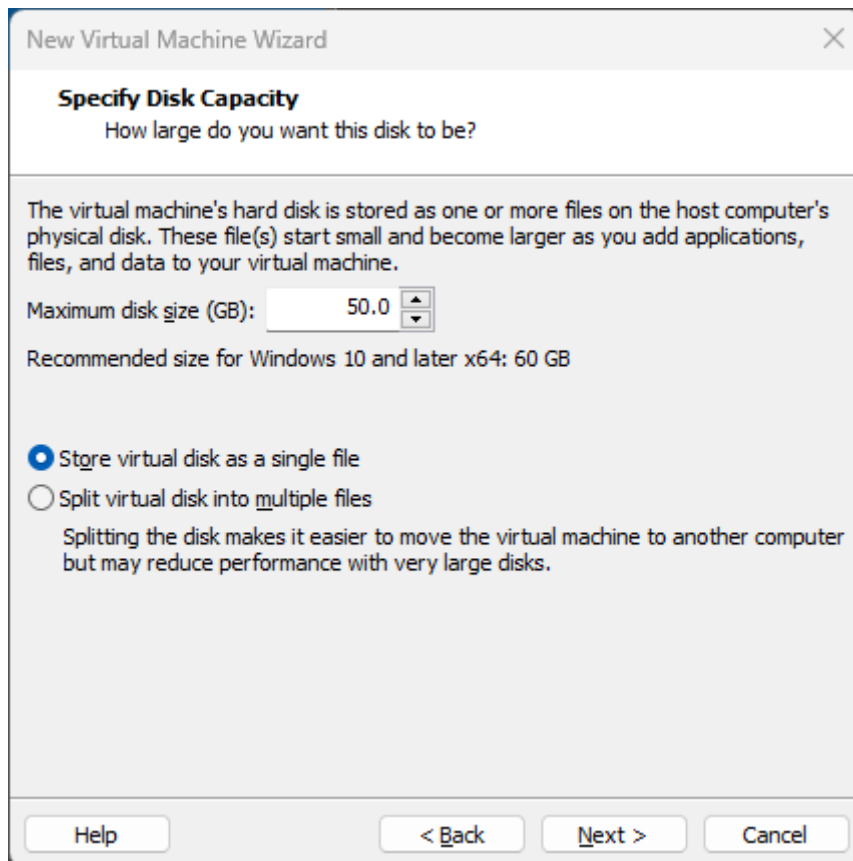 New Virtual Machine Wizard
Specify Disk Capacity
How large do you want this disk to be?
The virtual machine's hard disk is stored as one or more files on the host computer's
physical disk. These file(s) start small and become larger as you add applications,
files, and data to your virtual machine.
Maximum disk size (GB): 50.0
Recommended size for Windows 10 and later x64: 60 GB
Store virtual disk as a single file
Split virtual disk into multiple files
Splitting the disk makes it easier to move the virtual machine to another computer
but may reduce performance with very large disks.
Help < Back Next > Cancel